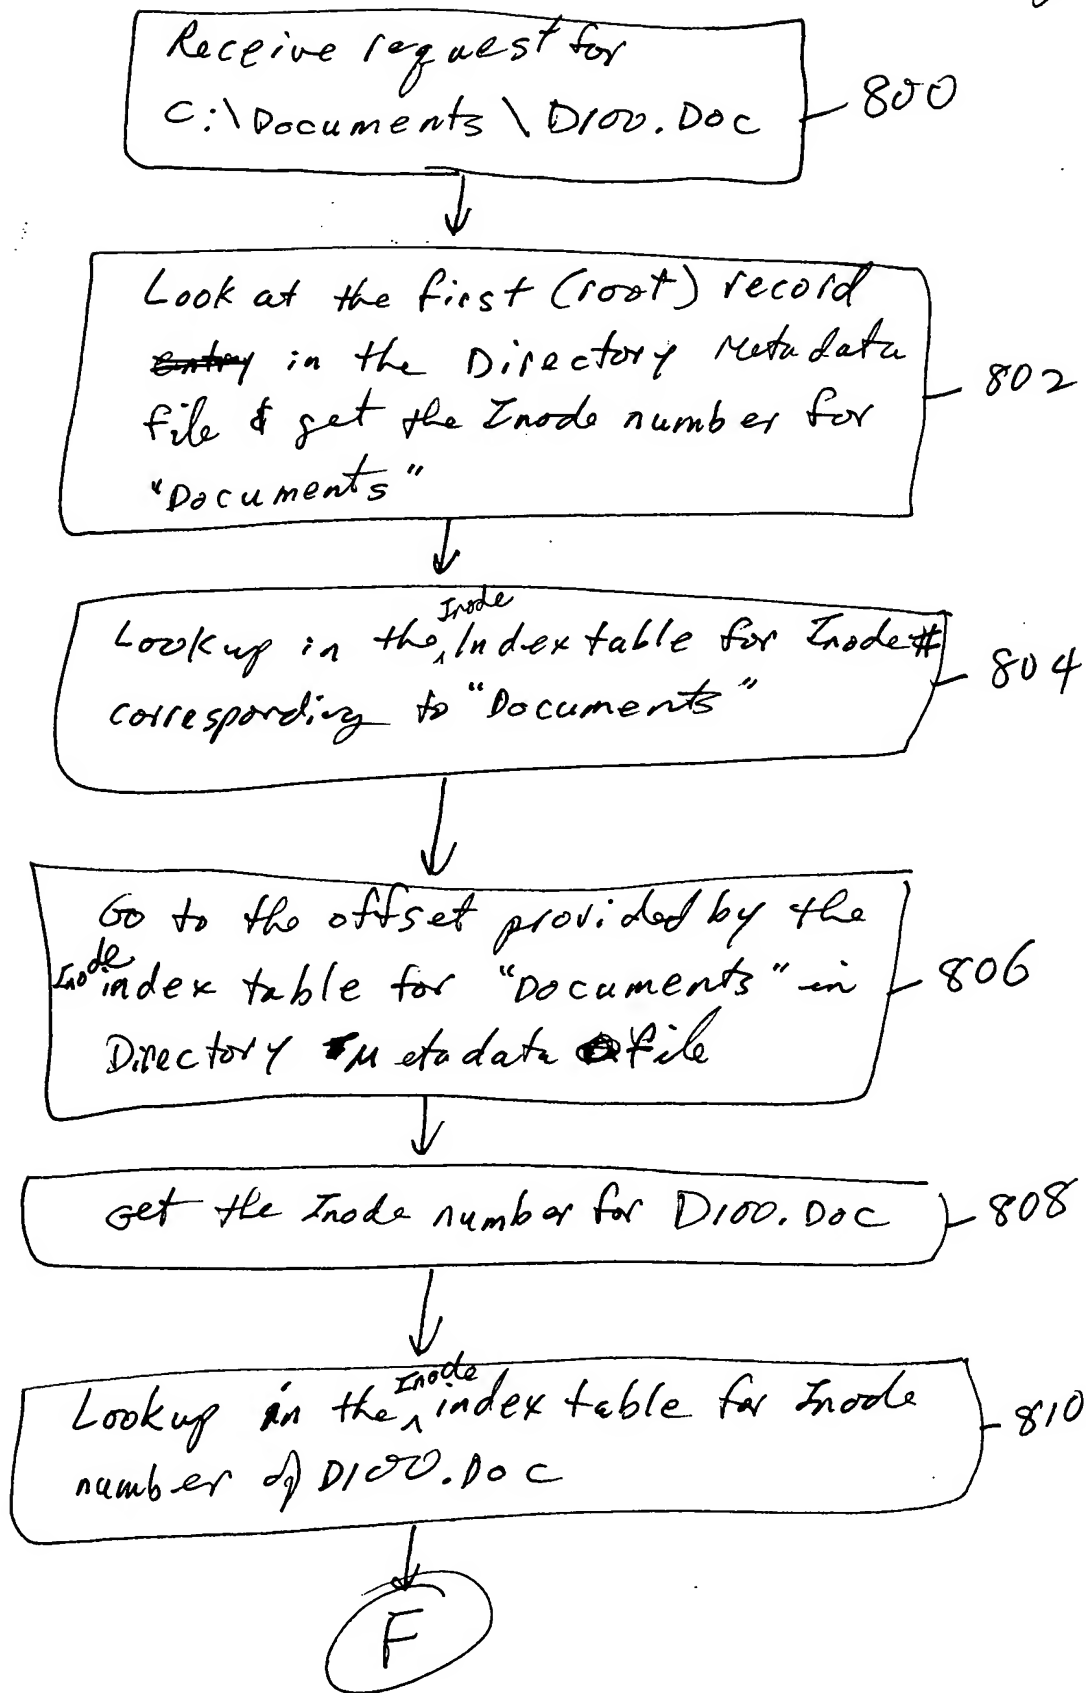 Receive request for
C:\Documents\D100.Doc
800
Look at the first (root) record
entry in the Directory Metadata
file & get the Inode number for
"Documents"
802
Lookup in the Inode Index table for Inode #
corresponding to "Documents"
804
Go to the offset provided by the
Inode index table for "Documents" in
Directory Metadata file
806
Get the Inode number for D100.Doc
808
Lookup in the Inode index table for Inode
number of D100.Doc
810
F